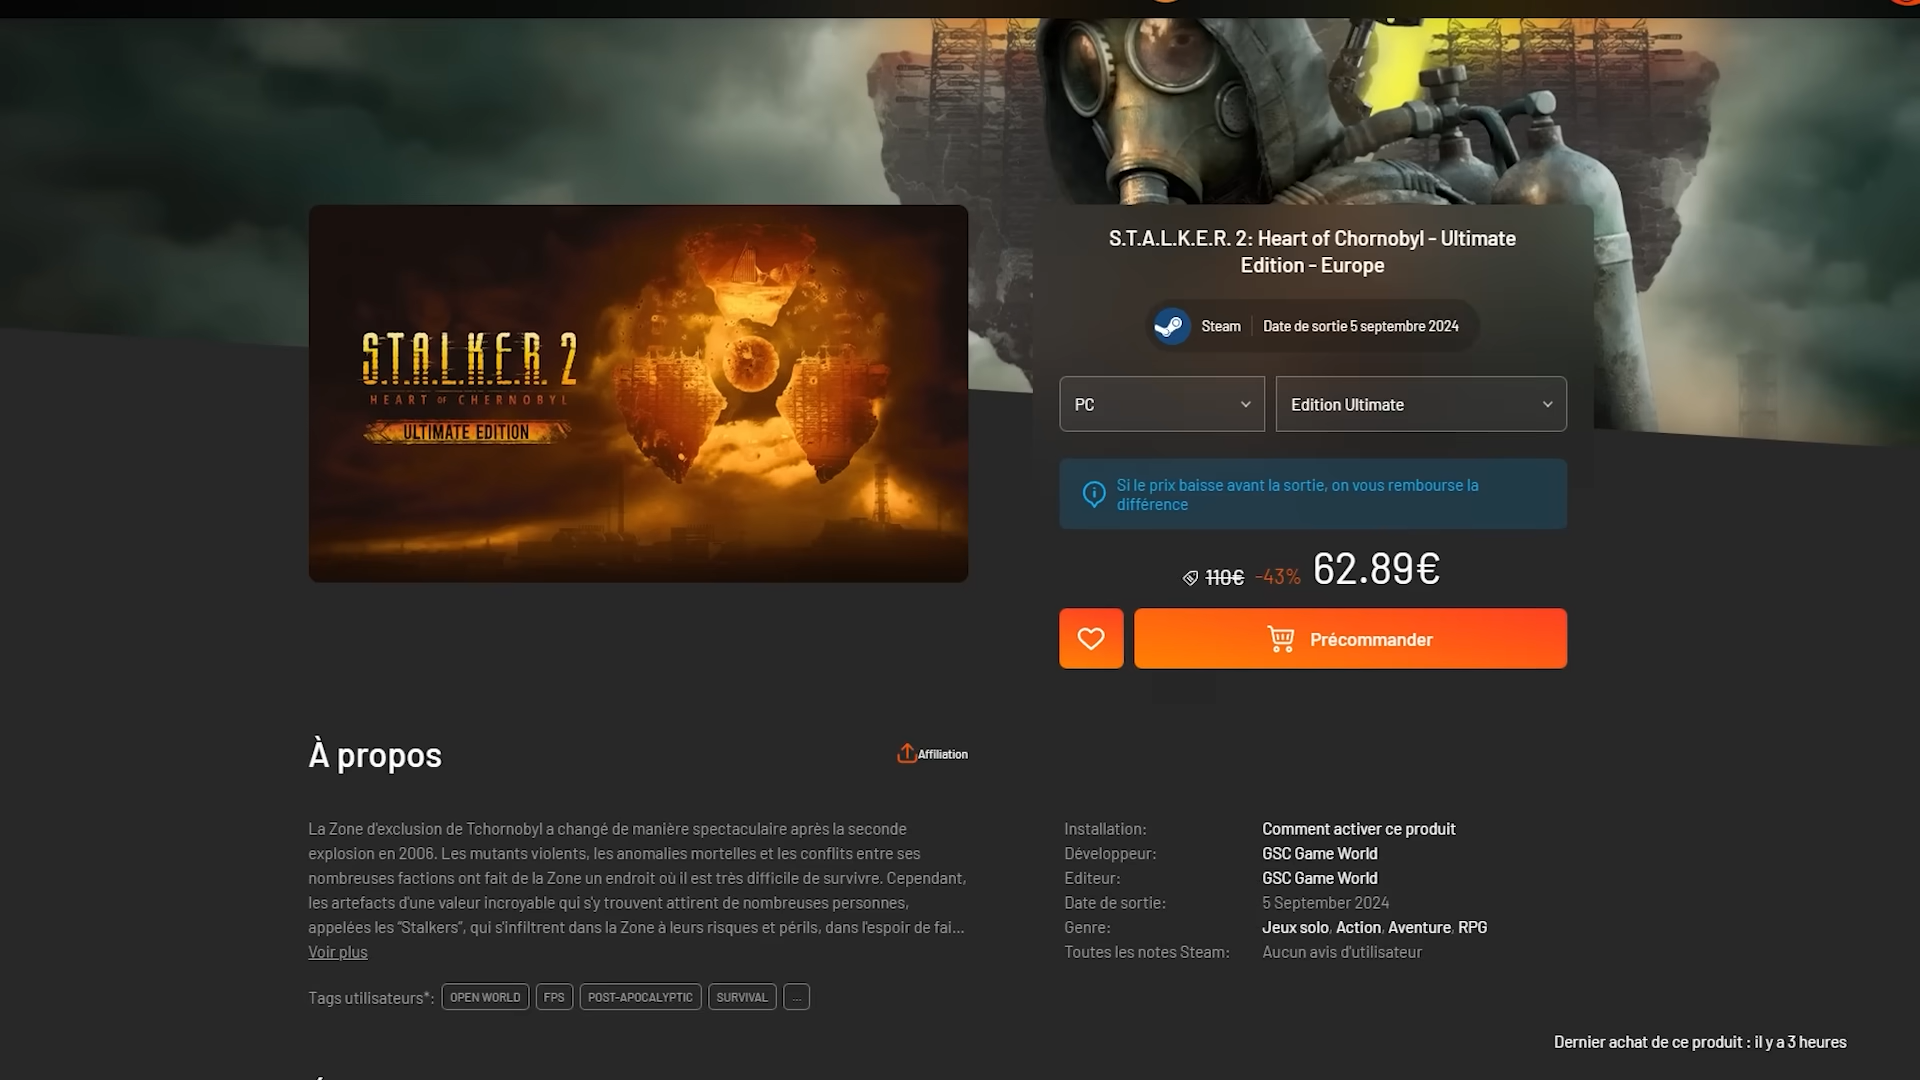 S.T.A.L.K.E.R. 2
HEART OF CHERNOBYL
ULTIMATE EDITION
S.T.A.L.K.E.R. 2: Heart of Chornobyl - Ultimate
Edition - Europe
Steam
Date de sortie 5 septembre 2024
PC
Edition Ultimate
Si le prix baisse avant la sortie, on vous rembourse la
différence
110€ -43% 62.89€
Précommander
À propos
Affiliation
La Zone d'exclusion de Tchornobyl a changé de manière spectaculaire après la seconde
explosion en 2006. Les mutants violents, les anomalies mortelles et les conflits entre ses
nombreuses factions ont fait de la Zone un endroit où il est très difficile de survivre. Cependant,
les artefacts d'une valeur incroyable qui s'y trouvent attirent de nombreuses personnes,
appelées les “Stalkers”, qui s'infiltrent dans la Zone à leurs risques et périls, dans l'espoir de fai...
Voir plus
Tags utilisateurs*: OPEN WORLD FPS POST-APOCALYPTIC SURVIVAL ...
Installation: Comment activer ce produit
Développeur: GSC Game World
Editeur: GSC Game World
Date de sortie: 5 September 2024
Genre: Jeux solo, Action, Aventure, RPG
Toutes les notes Steam: Aucun avis d'utilisateur
Dernier achat de ce produit : il y a 3 heures